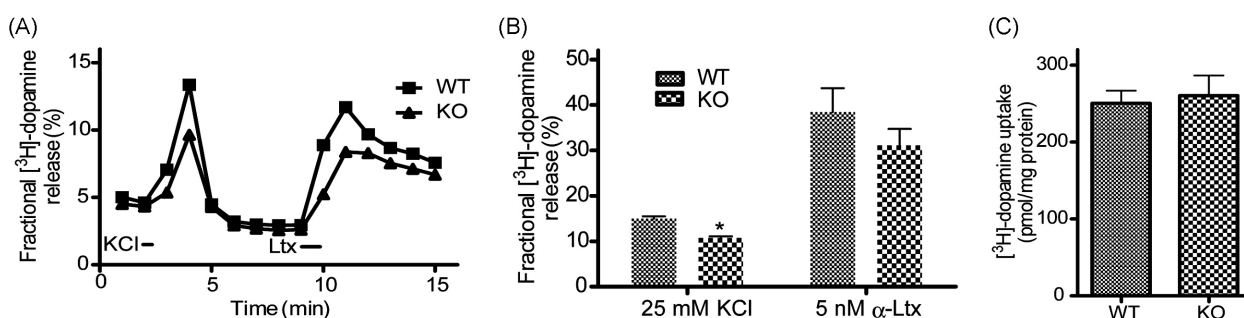 (A)
Fractional [³H]-dopamine
release (%)
15
10
5
0
WT
KO
KCl
Ltx
0 5 10 15
Time (min)
(B)
Fractional [³H]-dopamine
release (%)
50
40
30
20
10
0
WT
KO
*
25 mM KCl 5 nM α-Ltx
(C)
[³H]-dopamine uptake
(pmol/mg protein)
300
200
100
0
WT KO